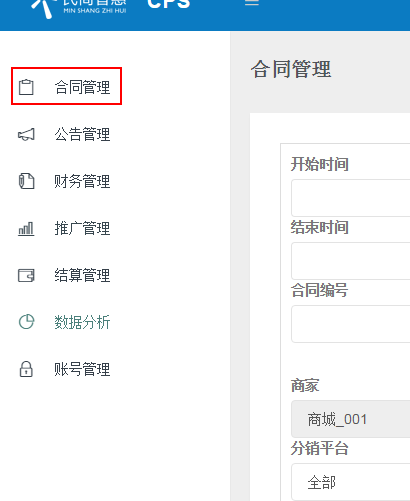 民商智惠
MIN SHANG ZHI HUI
CPS
合同管理
公告管理
财务管理
推广管理
结算管理
数据分析
账号管理
合同管理
开始时间
结束时间
合同编号
商家
商城_001
分销平台
全部